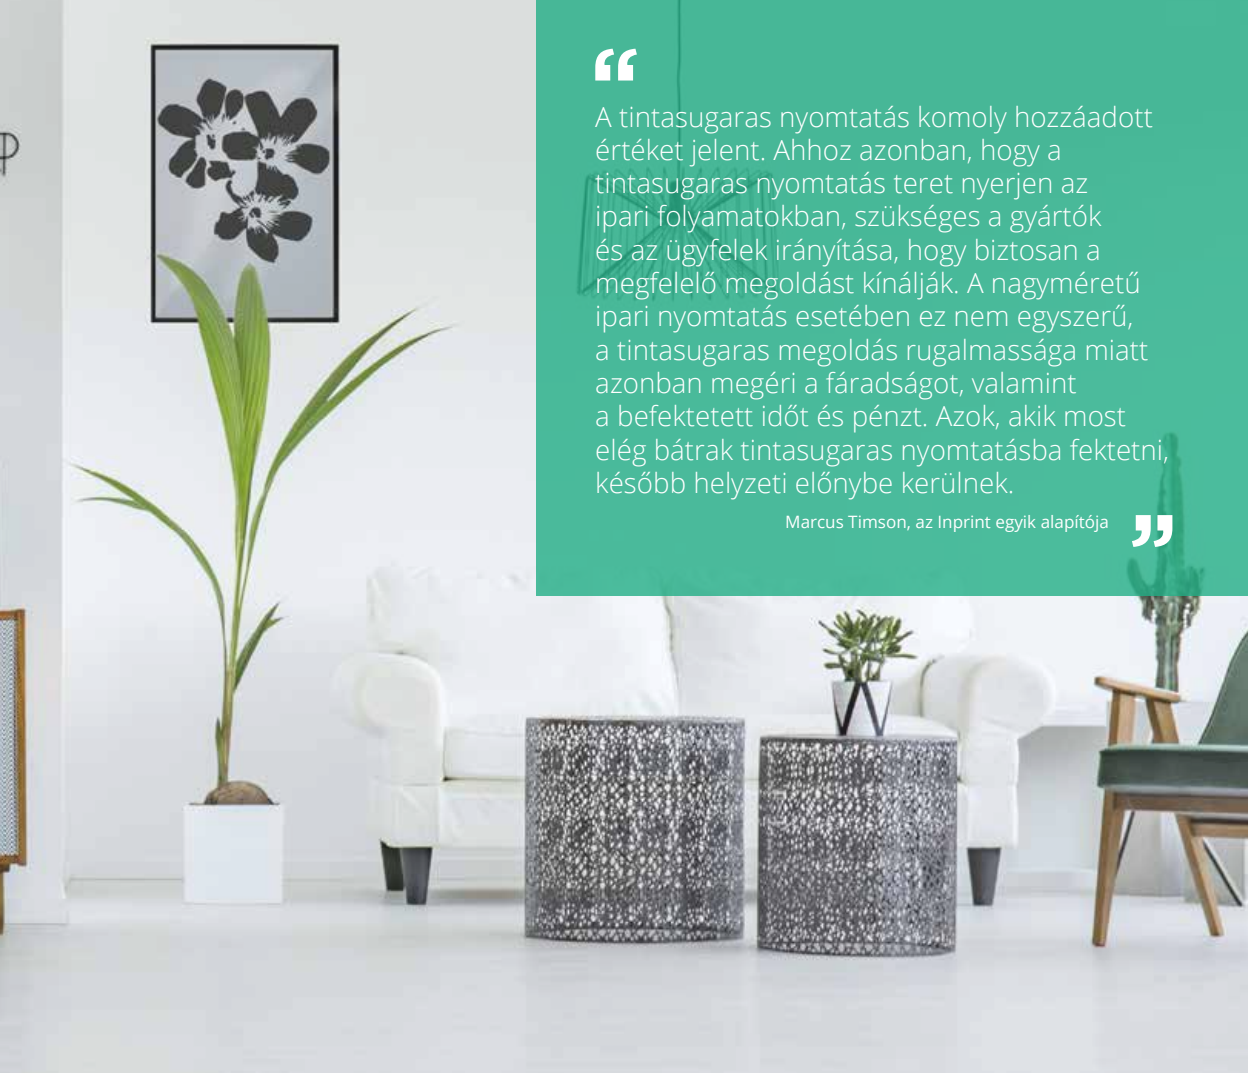 “
A tintasugaras nyomtatás komoly hozzáadott
értéket jelent. Ahhoz azonban, hogy a
tintasugaras nyomtatás teret nyerjen az
ipari folyamatokban, szükséges a gyártók
és az ügyfelek irányítása, hogy biztosan a
megfelelő megoldást kínálják. A nagyméretű
ipari nyomtatás esetében ez nem egyszerű,
a tintasugaras megoldás rugalmassága miatt
azonban megéri a fáradságot, valamint
a befektetett időt és pénzt. Azok, akik most
elég bátrak tintasugaras nyomtatásba fektetni,
később helyzeti előnybe kerülnek.
Marcus Timson, az Inprint egyik alapítója ”